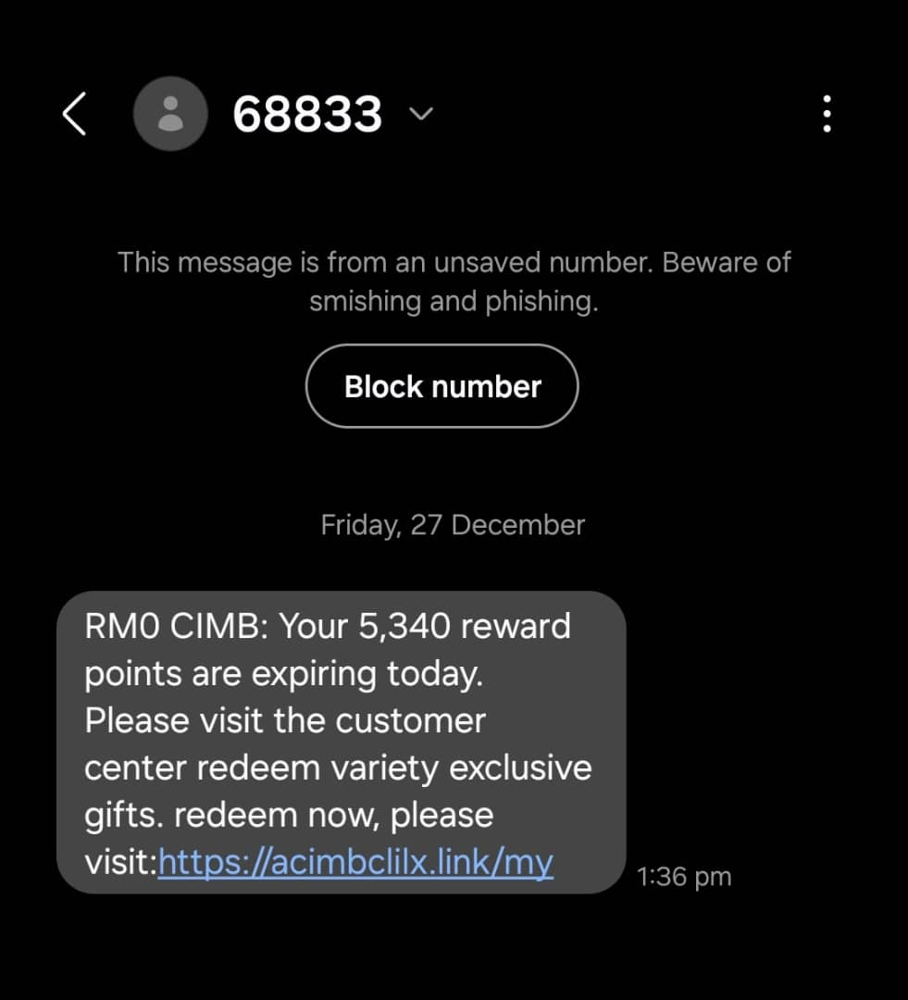 68833
This message is from an unsaved number. Beware of
smishing and phishing.
Block number
Friday, 27 December
RM0 CIMB: Your 5,340 reward
points are expiring today.
Please visit the customer
center redeem variety exclusive
gifts. redeem now, please
visit:https://acimbclilx.link/my
1:36 pm